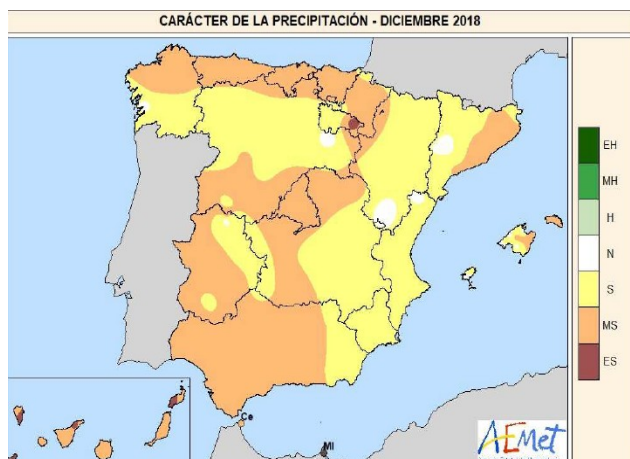 CARÁCTER DE LA PRECIPITACIÓN - DICIEMBRE 2018
EH
MH
H
N
S
MS
ES
Ce
Ml
AEmet